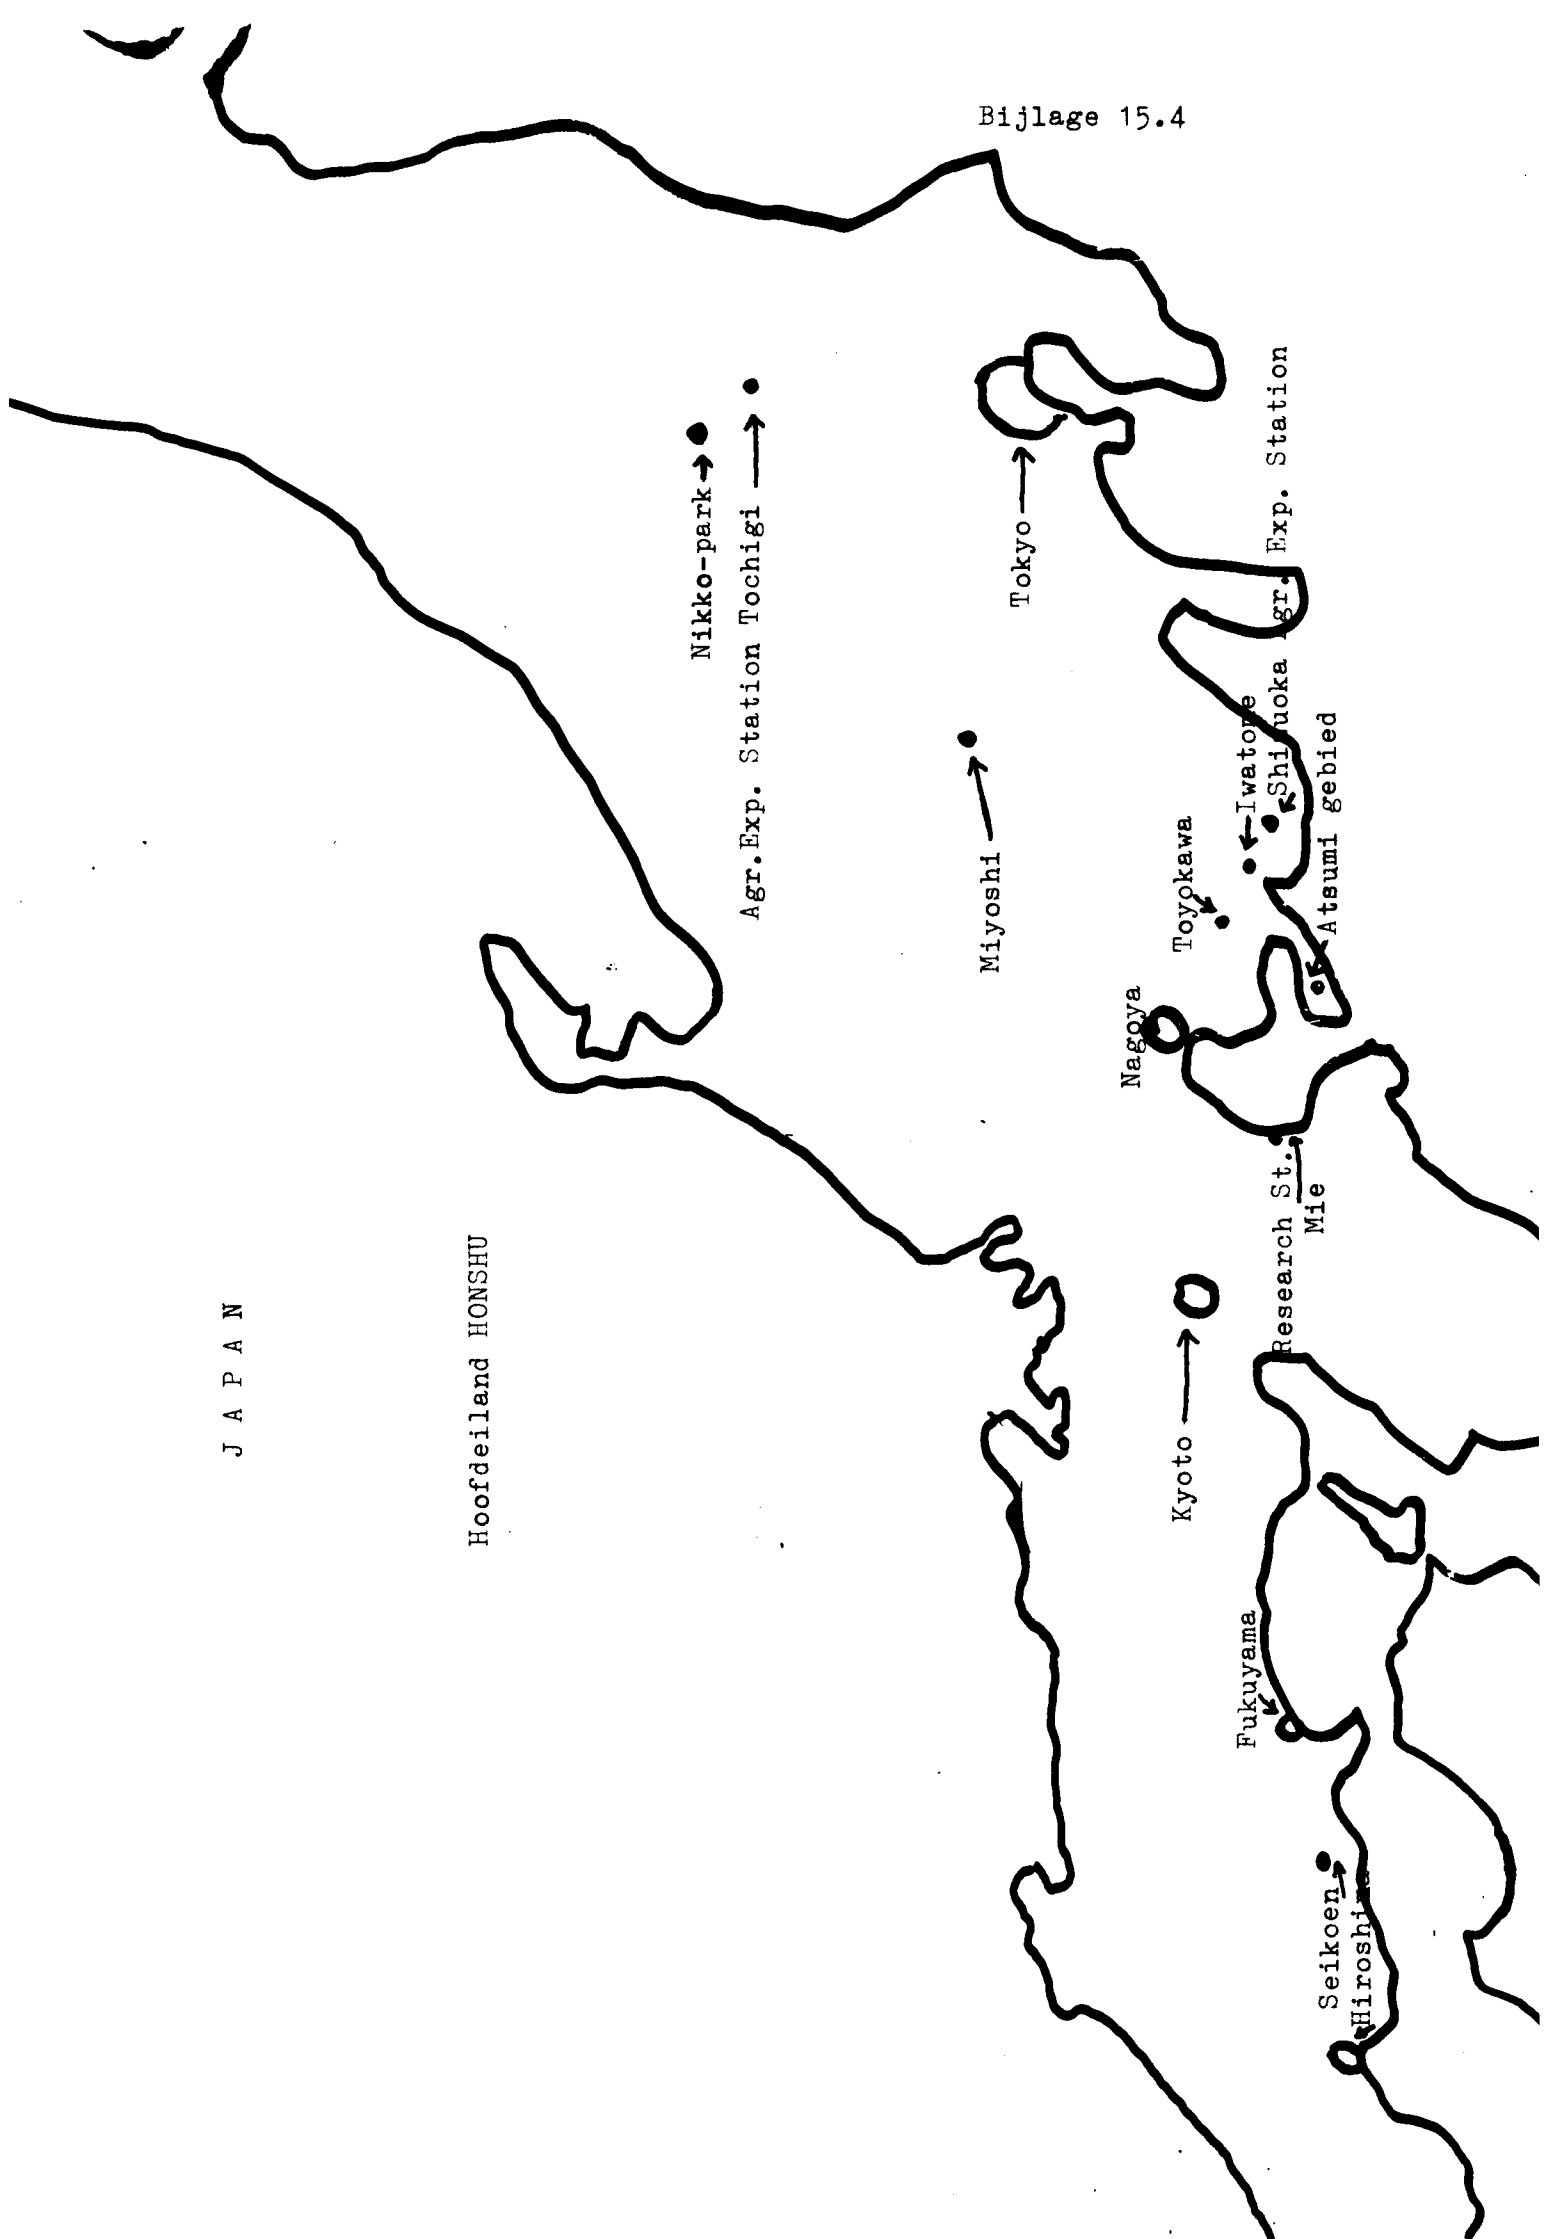 Bijlage 15.4
J A P A N
Hoofdeiland HONSHU
Nikko-park
Agr.Exp. Station Tochigi
Miyoshi
Tokyo
Nagoya
Toyokawa
Iwatone
Shizuoka Agr. Exp. Station
Atsumi gebied
Kyoto
Research St.
Mie
Fukuyama
Seikoen
Hiroshima